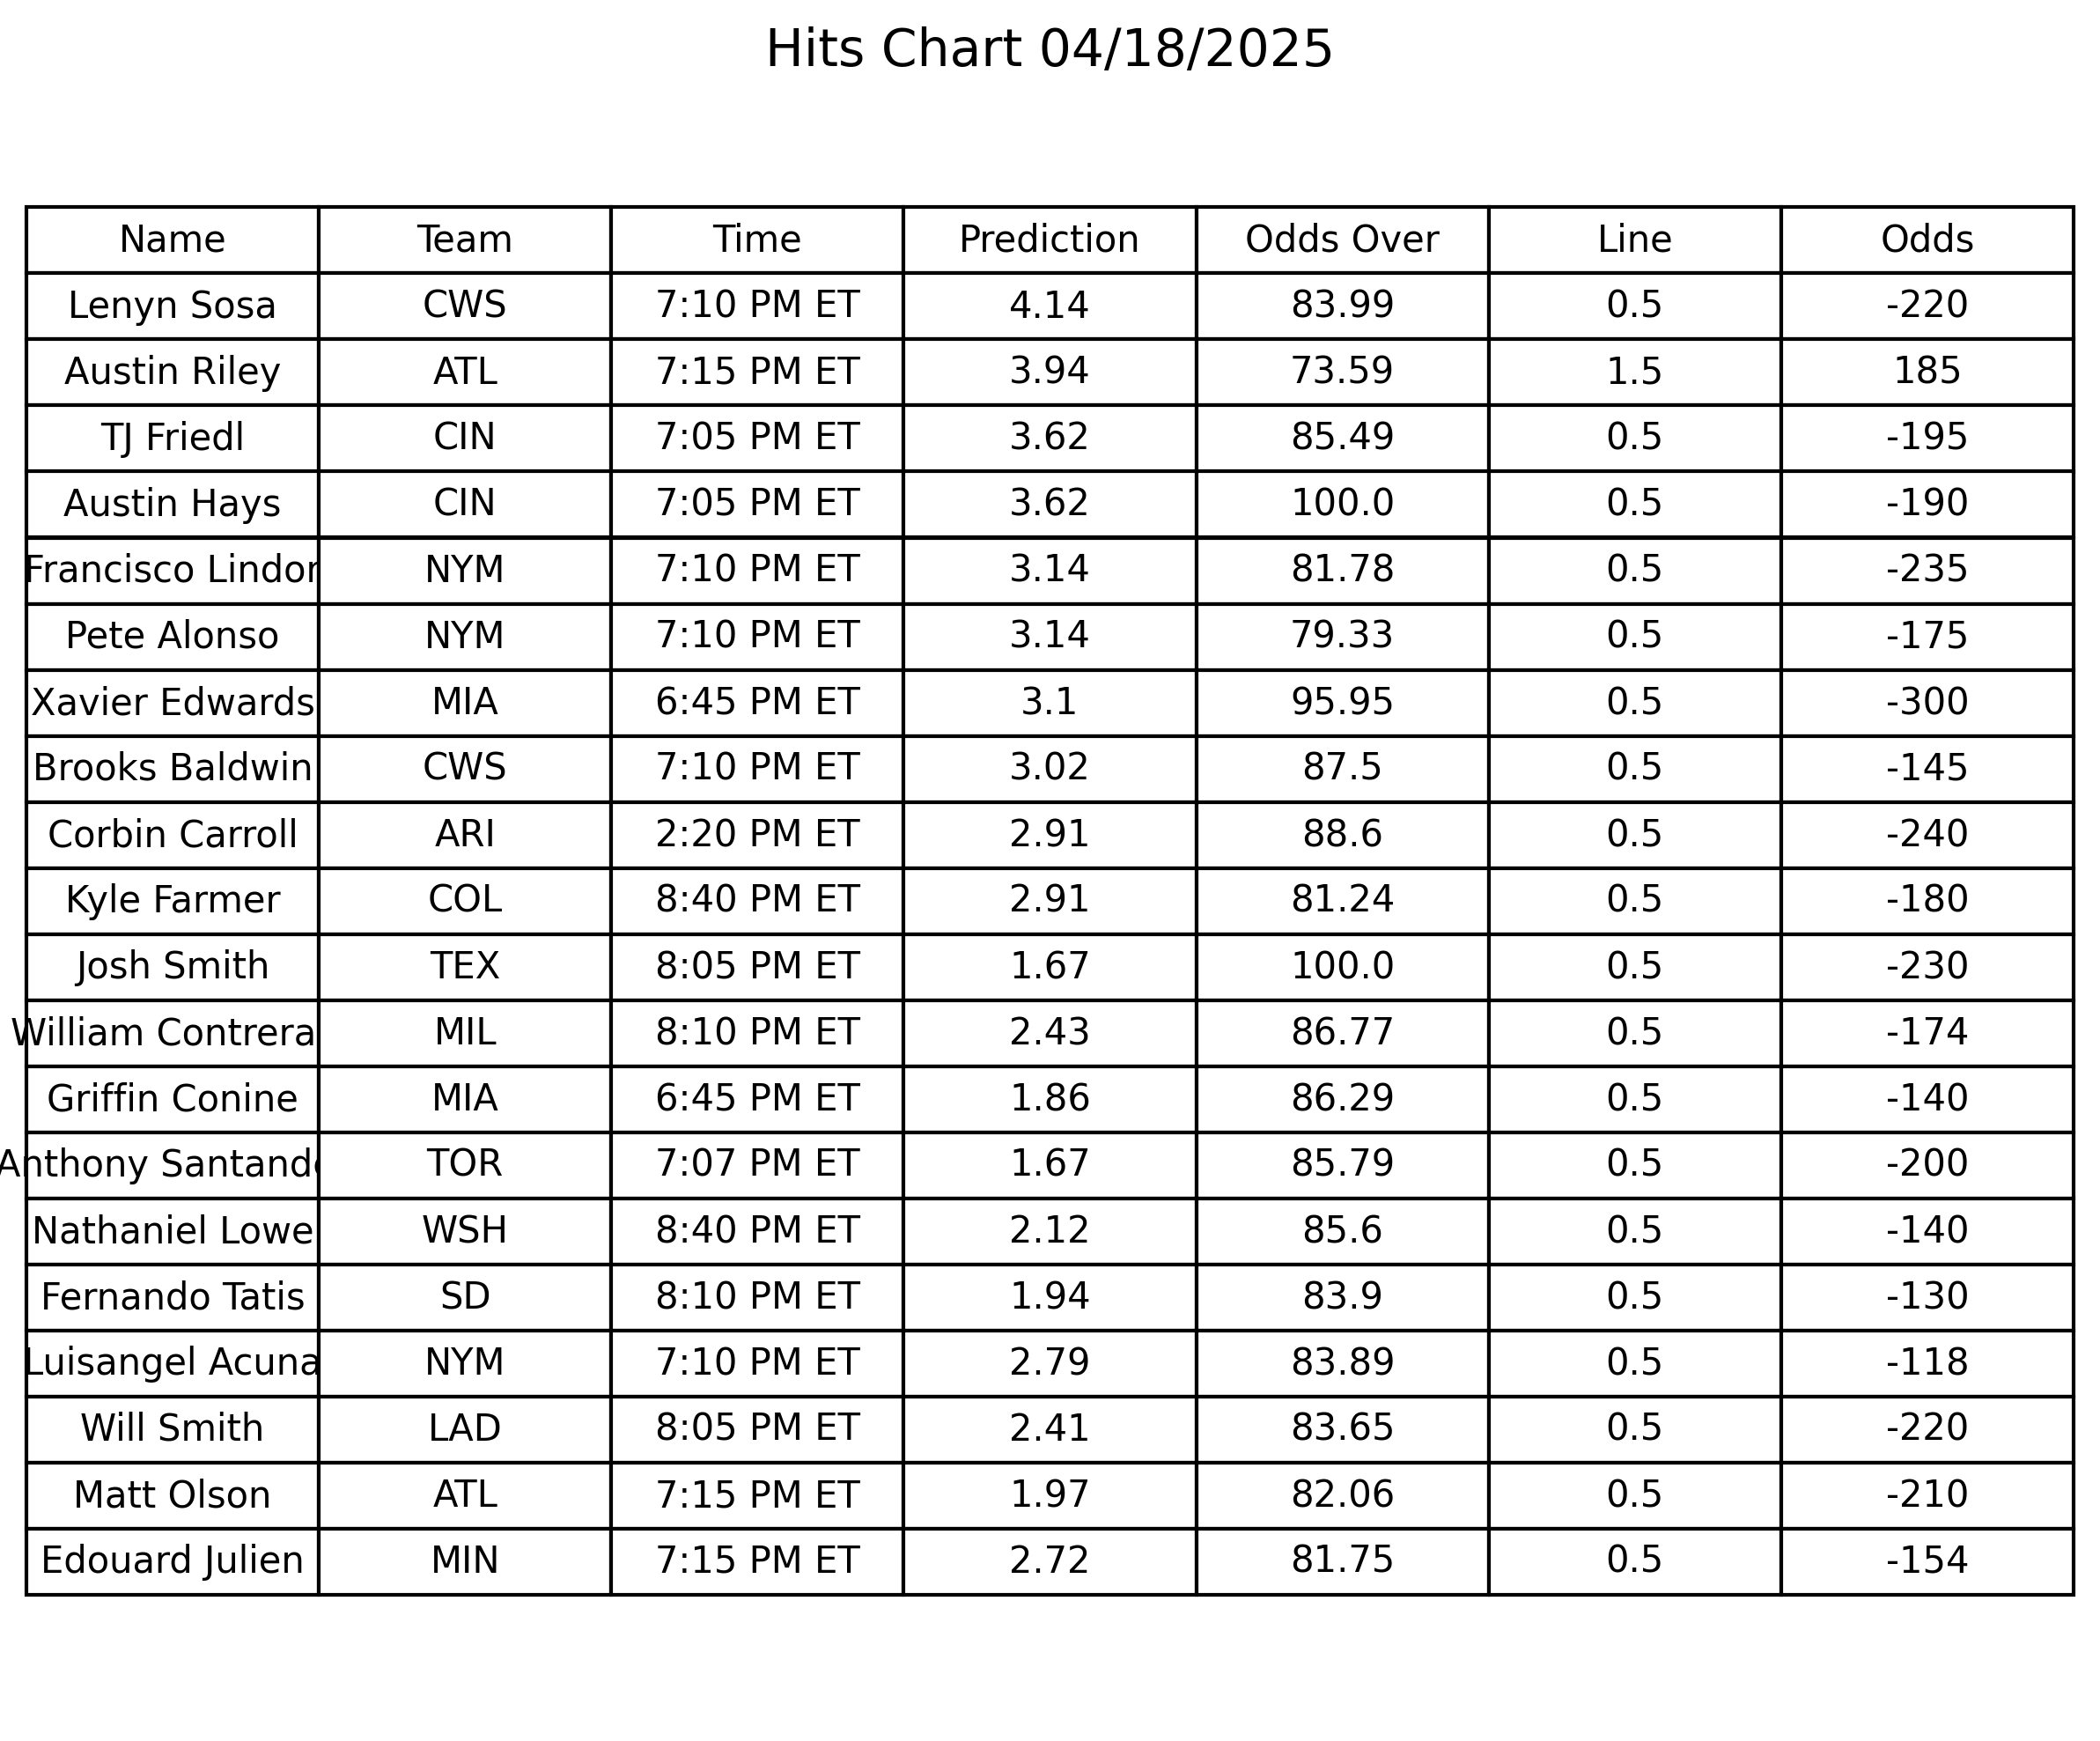 Hits Chart 04/18/2025
Name Team Time Prediction Odds Over Line Odds
Lenyn Sosa CWS 7:10 PM ET 4.14 83.99 0.5 -220
Austin Riley ATL 7:15 PM ET 3.94 73.59 1.5 185
TJ Friedl CIN 7:05 PM ET 3.62 85.49 0.5 -195
Austin Hays CIN 7:05 PM ET 3.62 100.0 0.5 -190
Francisco Lindor NYM 7:10 PM ET 3.14 81.78 0.5 -235
Pete Alonso NYM 7:10 PM ET 3.14 79.33 0.5 -175
Xavier Edwards MIA 6:45 PM ET 3.1 95.95 0.5 -300
Brooks Baldwin CWS 7:10 PM ET 3.02 87.5 0.5 -145
Corbin Carroll ARI 2:20 PM ET 2.91 88.6 0.5 -240
Kyle Farmer COL 8:40 PM ET 2.91 81.24 0.5 -180
Josh Smith TEX 8:05 PM ET 1.67 100.0 0.5 -230
William Contrera MIL 8:10 PM ET 2.43 86.77 0.5 -174
Griffin Conine MIA 6:45 PM ET 1.86 86.29 0.5 -140
Anthony Santand TOR 7:07 PM ET 1.67 85.79 0.5 -200
Nathaniel Lowe WSH 8:40 PM ET 2.12 85.6 0.5 -140
Fernando Tatis SD 8:10 PM ET 1.94 83.9 0.5 -130
Luisangel Acuna NYM 7:10 PM ET 2.79 83.89 0.5 -118
Will Smith LAD 8:05 PM ET 2.41 83.65 0.5 -220
Matt Olson ATL 7:15 PM ET 1.97 82.06 0.5 -210
Edouard Julien MIN 7:15 PM ET 2.72 81.75 0.5 -154